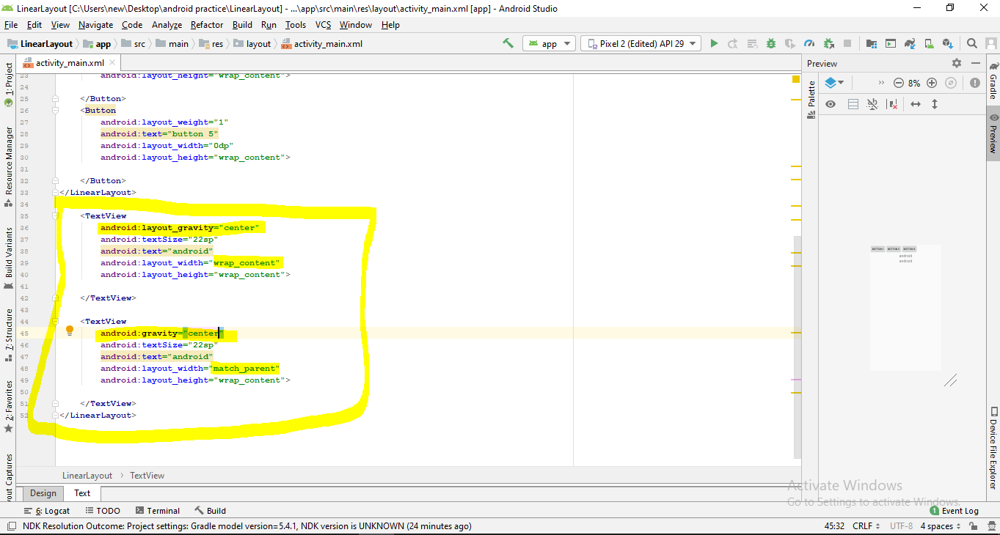 LinearLayout [C:\Users\new\Desktop\android practice\LinearLayout] - ...\app\src\main\res\layout\activity_main.xml [app] - Android Studio
File Edit View Navigate Code Analyze Refactor Build Run Tools VCS Window Help
LinearLayout app src main res layout activity_main.xml app Pixel 2 (Edited) API 29
activity_main.xml
Preview
8%
Palette
1: Project
Resource Manager
Build Variants
7: Structure
2: Favorites
out Captures
Gradle
Preview
Device File Explorer
23 android:layout_height="wrap_content">
24
25 </Button>
26 <Button
27 android:layout_weight="1"
28 android:text="button 5"
29 android:layout_width="0dp"
30 android:layout_height="wrap_content">
31
32 </Button>
33 </LinearLayout>
34
35 <TextView
36 android:layout_gravity="center"
37 android:textSize="22sp"
38 android:text="android"
39 android:layout_width="wrap_content"
40 android:layout_height="wrap_content">
41
42 </TextView>
43
44 <TextView
45 android:gravity="center"
46 android:textSize="22sp"
47 android:text="android"
48 android:layout_width="match_parent"
49 android:layout_height="wrap_content">
50
51 </TextView>
52 </LinearLayout>
android
android
LinearLayout > TextView
Design Text
Activate Windows
Go to Settings to activate Windows.
6: Logcat TODO Terminal Build 1 Event Log
NDK Resolution Outcome: Project settings: Gradle model version=5.4.1, NDK version is UNKNOWN (24 minutes ago) 45:32 CRLF UTF-8 4 spaces